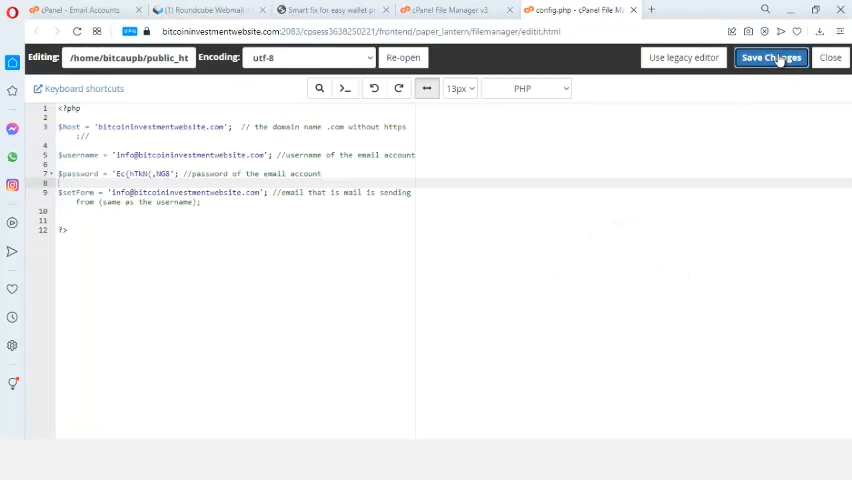 cPanel - Email Accounts
(1) Roundcube Webmail
Smart fix for easy wallet p
cPanel File Manager v3
config.php - cPanel File M
VPN
bitcoininvestmentwebsite.com:2083/cpsess3638250221/frontend/paper_lantern/filemanager/editit.html
Editing:
/home/bitcaupb/public_ht
Encoding:
utf-8
Re-open
Use legacy editor
Save Changes
Close
Keyboard shortcuts
13px
PHP
1 <?php
2
3 $host = 'bitcoininvestmentwebsite.com'; // the domain name .com without https
://
4
5 $username = 'info@bitcoininvestmentwebsite.com'; //username of the email account
6
7 $password = 'Ec{hTkN(,NG8'; //password of the email account
8
9 $setForm = 'info@bitcoininvestmentwebsite.com'; //email that is mail is sending
from (same as the username);
10
11
12 ?>